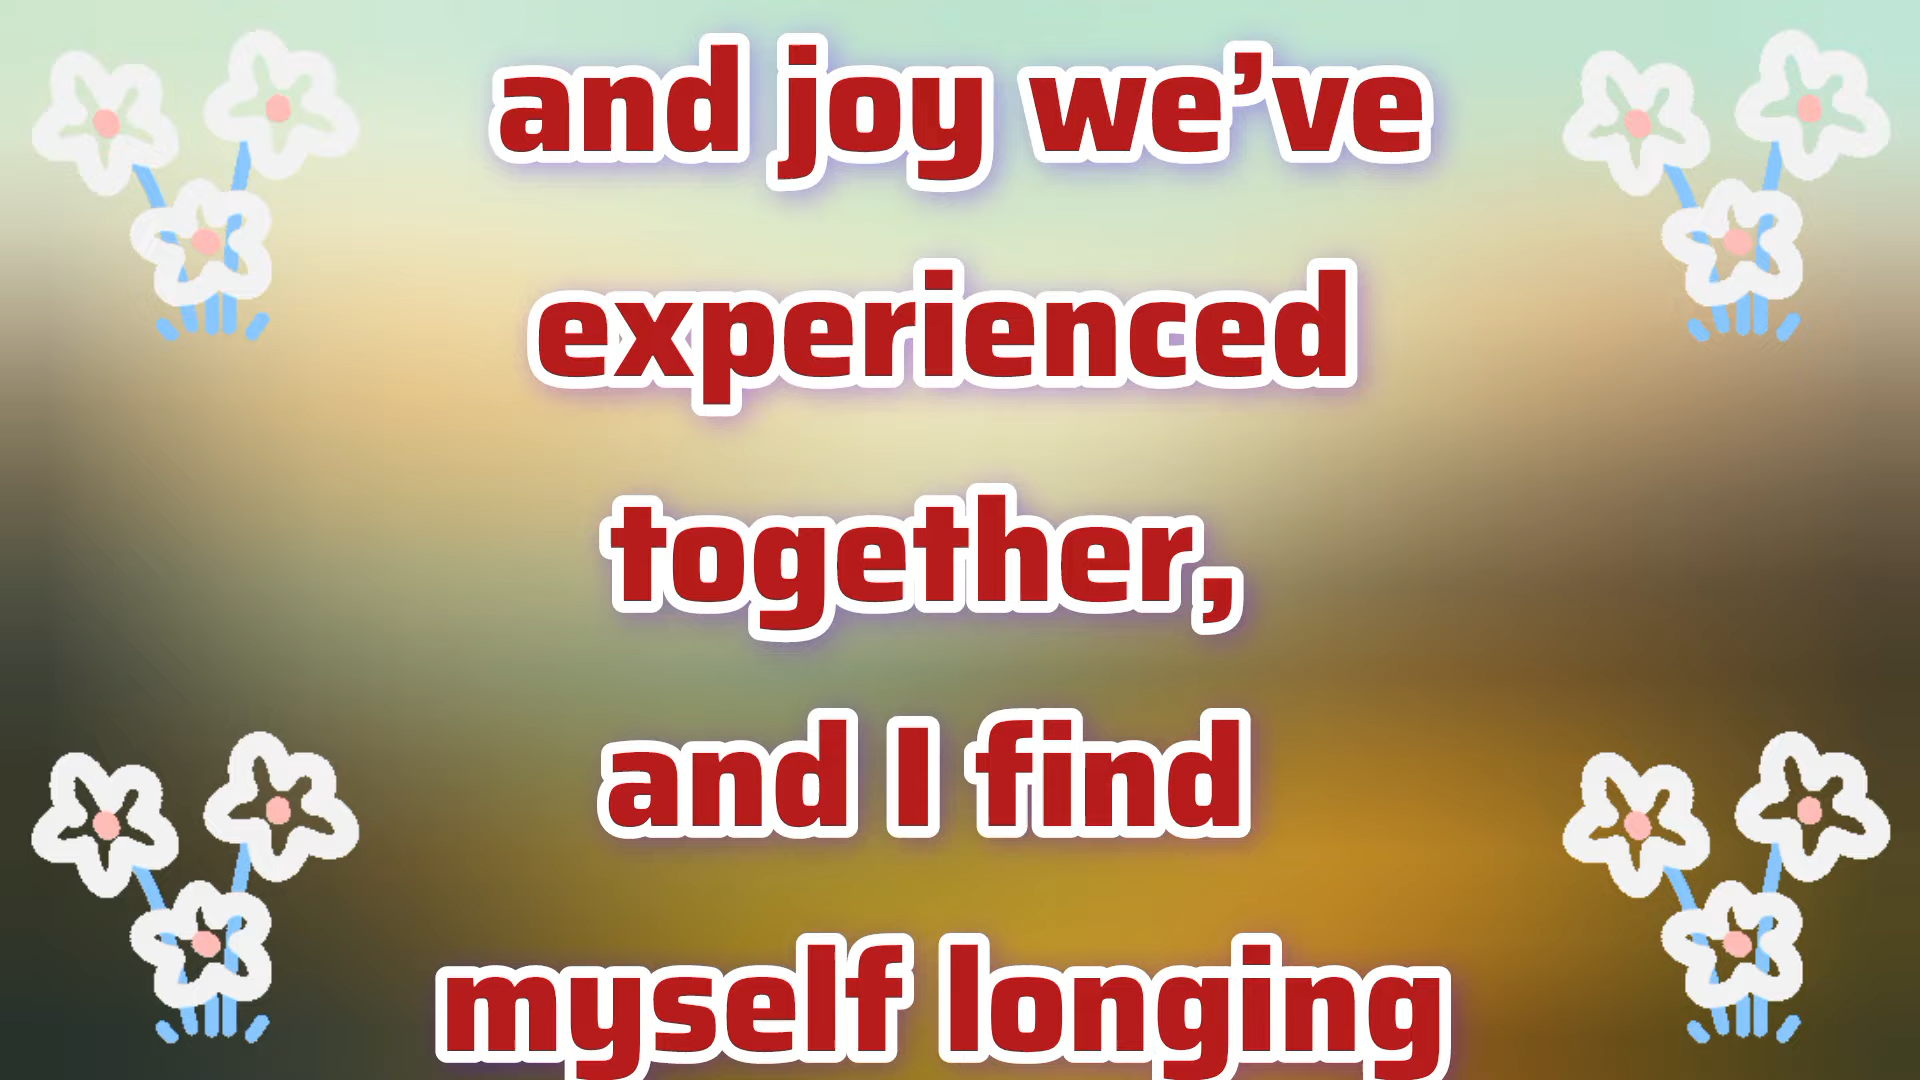 and joy we’ve
experienced
together,
and I find
myself longing